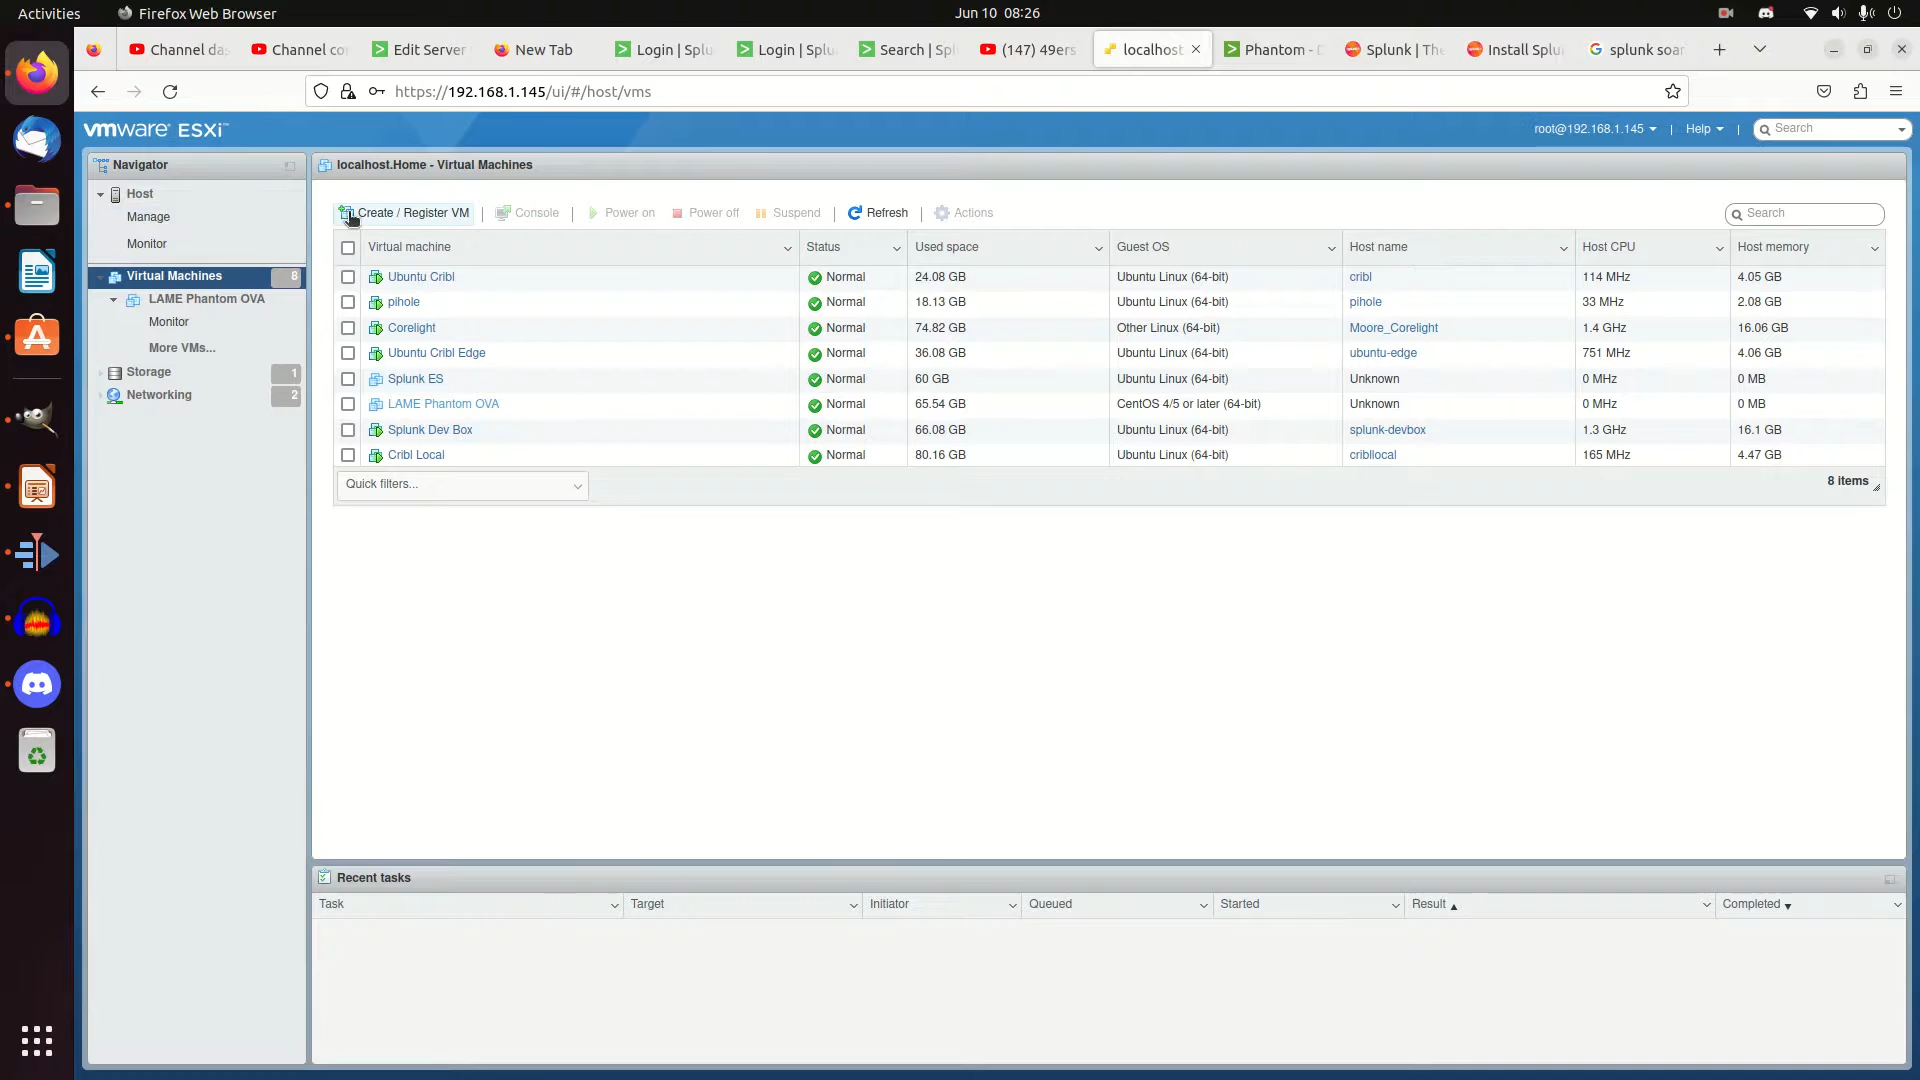 Activities
Firefox Web Browser
Jun 10 08:26
Channel da
Channel co
Edit Server
New Tab
Login | Splu
Login | Splu
Search | Spl
(147) 49ers
localhost
Phantom - D
Splunk | The
Install Splu
splunk soar
https://192.168.1.145/ui/#/host/vms
vmware ESXi™
root@192.168.1.145
|
Help
|
Search
Navigator
localhost.Home - Virtual Machines
Host
Manage
Monitor
Virtual Machines
8
LAME Phantom OVA
Monitor
More VMs...
Storage
1
Networking
2
Create / Register VM
|
Console
|
Power on
Power off
Suspend
|
Refresh
|
Actions
Search
Virtual machine
Status
Used space
Guest OS
Host name
Host CPU
Host memory
Ubuntu Cribl
Normal
24.08 GB
Ubuntu Linux (64-bit)
cribl
114 MHz
4.05 GB
pihole
Normal
18.13 GB
Ubuntu Linux (64-bit)
pihole
33 MHz
2.08 GB
Corelight
Normal
74.82 GB
Other Linux (64-bit)
Moore_Corelight
1.4 GHz
16.06 GB
Ubuntu Cribl Edge
Normal
36.08 GB
Ubuntu Linux (64-bit)
ubuntu-edge
751 MHz
4.06 GB
Splunk ES
Normal
60 GB
Ubuntu Linux (64-bit)
Unknown
0 MHz
0 MB
LAME Phantom OVA
Normal
65.54 GB
CentOS 4/5 or later (64-bit)
Unknown
0 MHz
0 MB
Splunk Dev Box
Normal
66.08 GB
Ubuntu Linux (64-bit)
splunk-devbox
1.3 GHz
16.1 GB
Cribl Local
Normal
80.16 GB
Ubuntu Linux (64-bit)
cribllocal
165 MHz
4.47 GB
Quick filters...
8 items
Recent tasks
Task
Target
Initiator
Queued
Started
Result
Completed